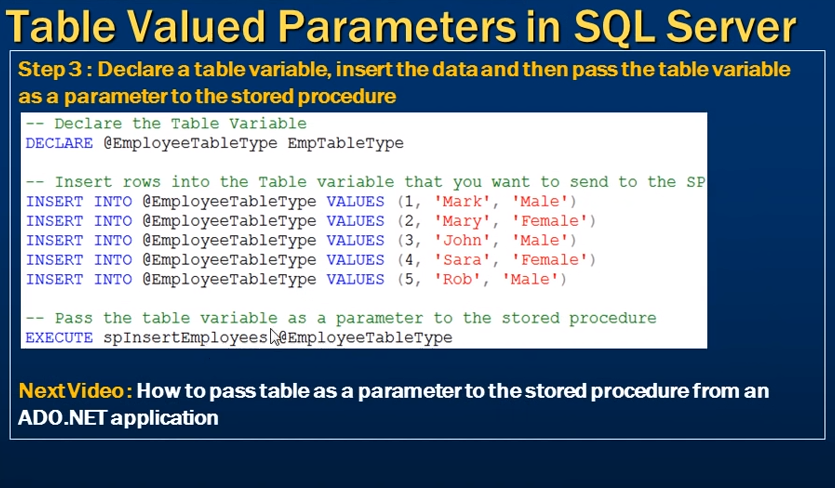 Table Valued Parameters in SQL Server
Step 3 : Declare a table variable, insert the data and then pass the table variable
as a parameter to the stored procedure
-- Declare the Table Variable
DECLARE @EmployeeTableType EmpTableType
-- Insert rows into the Table variable that you want to send to the SP
INSERT INTO @EmployeeTableType VALUES (1, 'Mark', 'Male')
INSERT INTO @EmployeeTableType VALUES (2, 'Mary', 'Female')
INSERT INTO @EmployeeTableType VALUES (3, 'John', 'Male')
INSERT INTO @EmployeeTableType VALUES (4, 'Sara', 'Female')
INSERT INTO @EmployeeTableType VALUES (5, 'Rob', 'Male')
-- Pass the table variable as a parameter to the stored procedure
EXECUTE spInsertEmployees @EmployeeTableType
Next Video : How to pass table as a parameter to the stored procedure from an
ADO.NET application